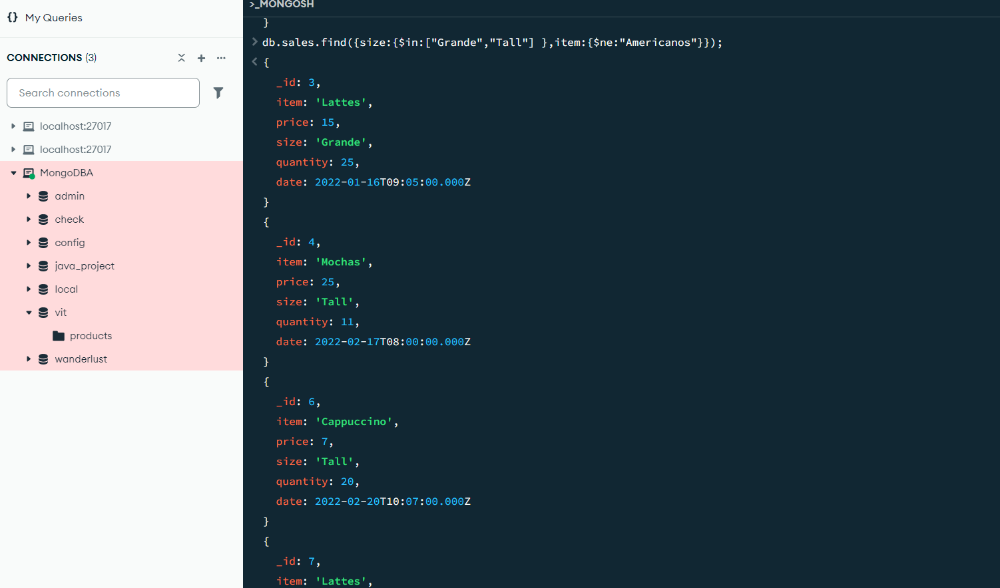 {} My Queries
CONNECTIONS (3)
Search connections
localhost:27017
localhost:27017
MongoDBA
admin
check
config
java_project
local
vit
products
wanderlust
>_MONGOSH
}
> db.sales.find({size:{$in:["Grande","Tall"] },item:{$ne:"Americanos"}});
< {
_id: 3,
item: 'Lattes',
price: 15,
size: 'Grande',
quantity: 25,
date: 2022-01-16T09:05:00.000Z
}
{
_id: 4,
item: 'Mochas',
price: 25,
size: 'Tall',
quantity: 11,
date: 2022-02-17T08:00:00.000Z
}
{
_id: 6,
item: 'Cappuccino',
price: 7,
size: 'Tall',
quantity: 20,
date: 2022-02-20T10:07:00.000Z
}
{
_id: 7,
item: 'Lattes',